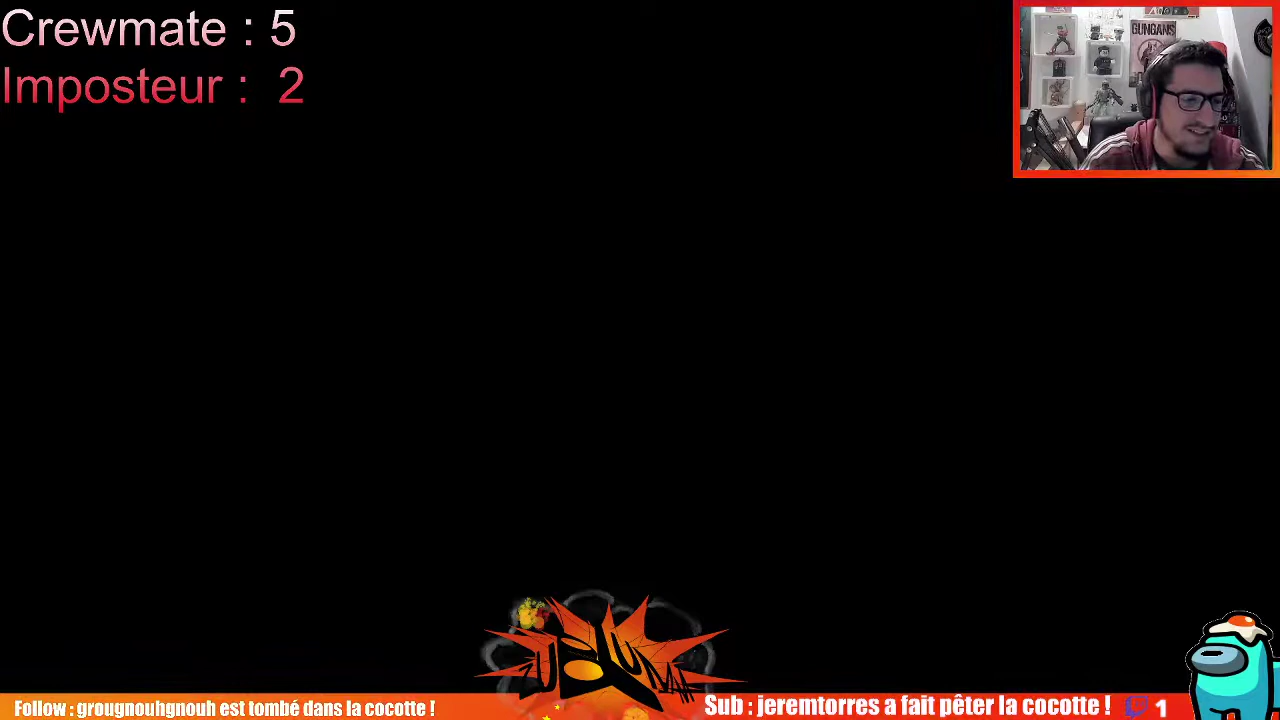 Crewmate : 5
Imposteur : 2
GUNGANS
Follow : grougnouhgnouh est tombé dans la cocotte !
Sub : jeremtorres a fait pêter la cocotte ! 1